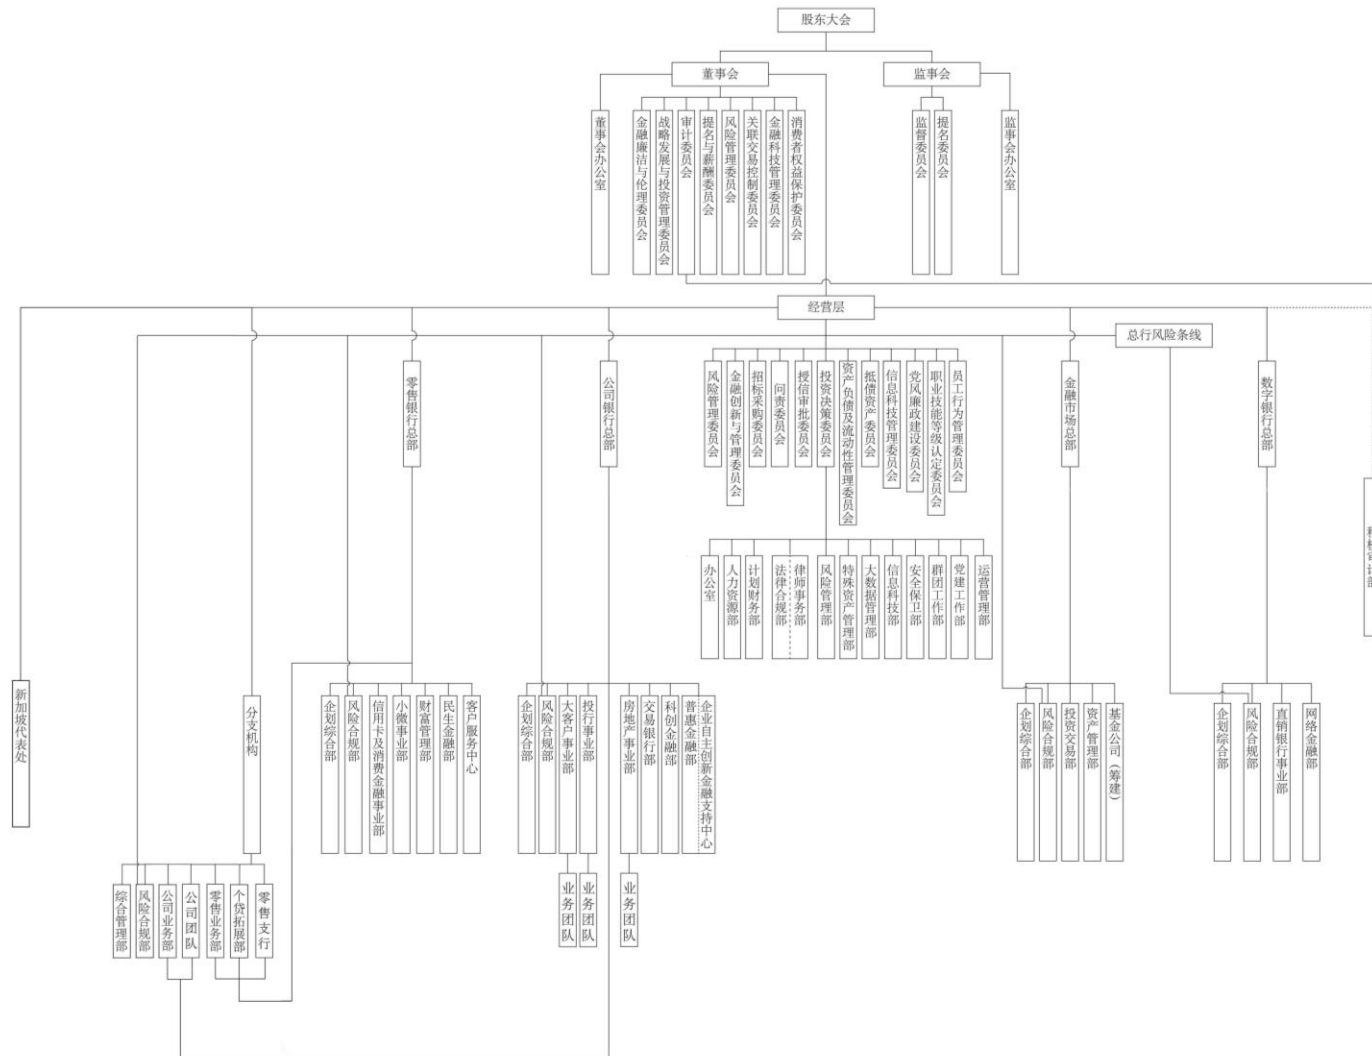 股东大会
董事会
监事会
董事会办公室
金融廉洁与伦理委员会
战略发展与投资管理委员会
审计委员会
提名与薪酬委员会
风险管理委员会
关联交易控制委员会
金融科技管理委员会
消费者权益保护委员会
监督委员会
提名委员会
监事会办公室
经营层
总行风险条线
零售银行总部
公司银行总部
风险管理委员会
金融创新与管理委员会
招标采购委员会
问责委员会
授信审批委员会
投资决策委员会
资产负债及流动性管理委员会
抵债资产委员会
信息科技管理委员会
党风廉政建设委员会
职业技能等级认定委员会
员工行为管理委员会
金融市场总部
数字银行总部
办公室
人力资源部
计划财务部
法律合规部
律师事务部
风险管理部
特殊资产管理部
大数据管理部
信息科技部
安全保卫部
群团工作部
党建工作部
运营管理部
新加坡代表处
分支机构
企划综合部
风险合规部
信用卡及消费金融事业部
小微事业部
财富管理部
民生金融部
客户服务中心
企划综合部
风险合规部
大客户事业部
投行事业部
房地产事业部
交易银行部
科创金融部
普惠金融部
企业自主创新金融支持中心
企划综合部
风险合规部
投资交易部
资产管理部
基金公司（筹建）
企划综合部
风险合规部
直销银行事业部
网络金融部
综合管理部
风险合规部
公司业务部
公司团队
零售业务部
个贷拓展部
零售支行
业务团队
业务团队
业务团队